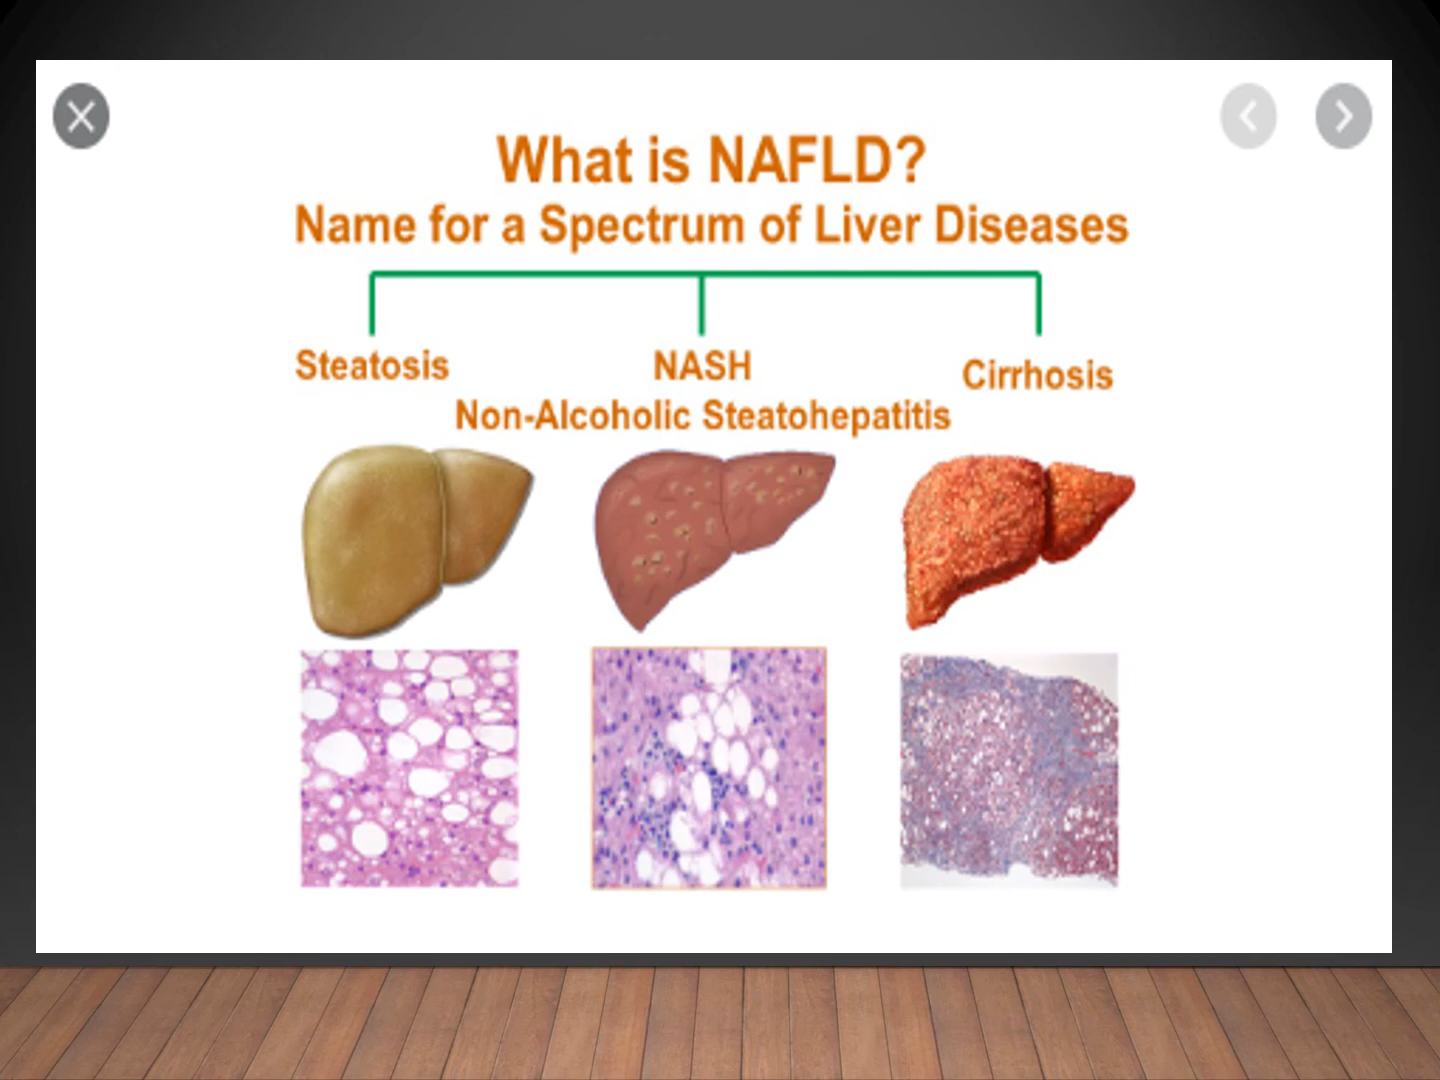 What is NAFLD?
Name for a Spectrum of Liver Diseases
Steatosis
NASH
Non-Alcoholic Steatohepatitis
Cirrhosis